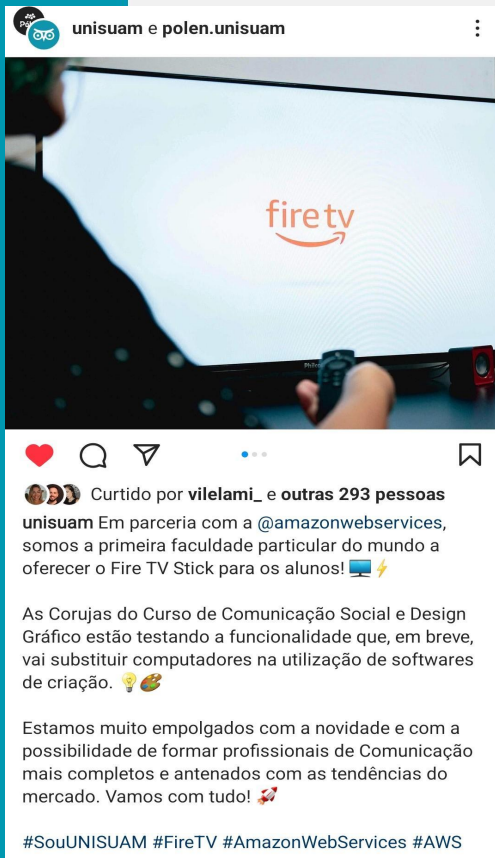 unisuam e polen.unisuam
fire tv
Philco
Curtido por vilelami_ e outras 293 pessoas
unisuam Em parceria com a @amazonwebservices,
somos a primeira faculdade particular do mundo a
oferecer o Fire TV Stick para os alunos! 🖥️⚡
As Corujas do Curso de Comunicação Social e Design
Gráfico estão testando a funcionalidade que, em breve,
vai substituir computadores na utilização de softwares
de criação. 💡🎨
Estamos muito empolgados com a novidade e com a
possibilidade de formar profissionais de Comunicação
mais completos e antenados com as tendências do
mercado. Vamos com tudo! 🚀
#SouUNISUAM #FireTV #AmazonWebServices #AWS